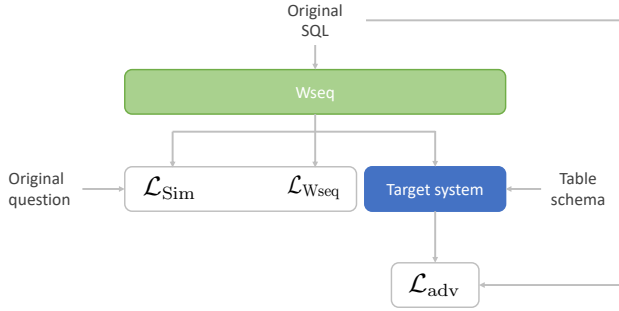 Original
SQL
Wseq
Original
question
𝓛Sim
𝓛Wseq
Target system
Table
schema
𝓛adv